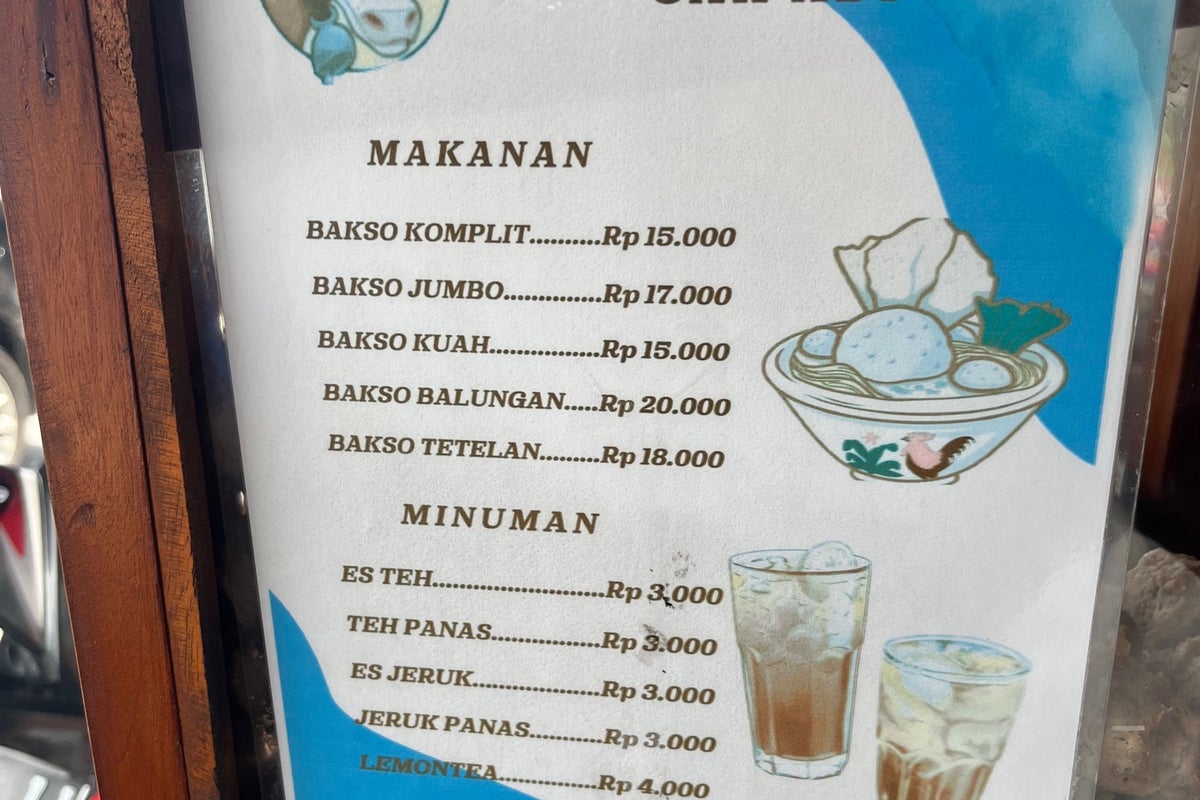 MAKANAN
BAKSO KOMPLIT..........Rp 15.000
BAKSO JUMBO..............Rp 17.000
BAKSO KUAH................Rp 15.000
BAKSO BALUNGAN.....Rp 20.000
BAKSO TETELAN.........Rp 18.000
MINUMAN
ES TEH..........................Rp 3.000
TEH PANAS................Rp 3.000
ES JERUK...................Rp 3.000
JERUK PANAS...........Rp 3.000
LEMONTEA...............Rp 4.000